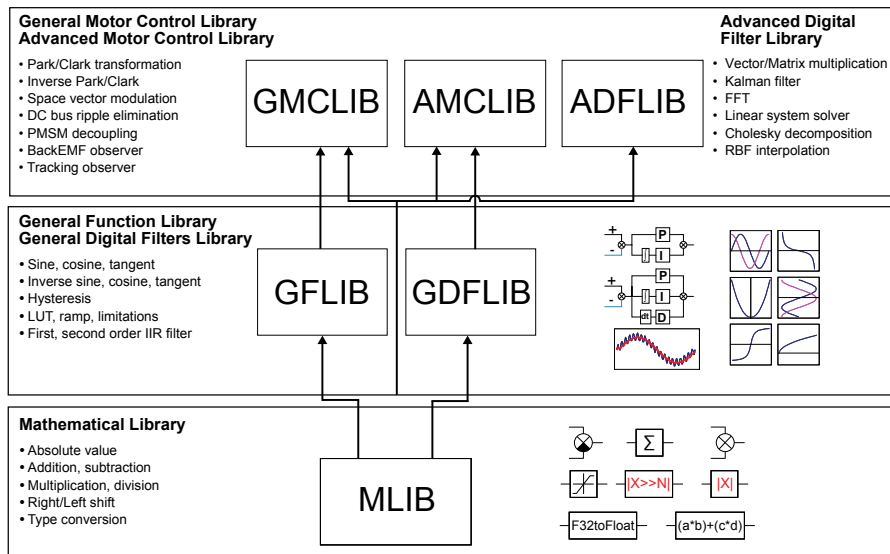 General Motor Control Library
Advanced Motor Control Library
• Park/Clark transformation
• Inverse Park/Clark
• Space vector modulation
• DC bus ripple elimination
• PMSM decoupling
• BackEMF observer
• Tracking observer
GMCLIB
AMCLIB
ADFLIB
Advanced Digital
Filter Library
• Vector/Matrix multiplication
• Kalman filter
• FFT
• Linear system solver
• Cholesky decomposition
• RBF interpolation
General Function Library
General Digital Filters Library
• Sine, cosine, tangent
• Inverse sine, cosine, tangent
• Hysteresis
• LUT, ramp, limitations
• First, second order IIR filter
GFLIB
GDFLIB
+
-
P
∫
I
+
-
P
∫
I
dt
D
Mathematical Library
• Absolute value
• Addition, subtraction
• Multiplication, division
• Right/Left shift
• Type conversion
MLIB
Σ
|X>>N|
|X|
F32toFloat
(a*b)+(c*d)